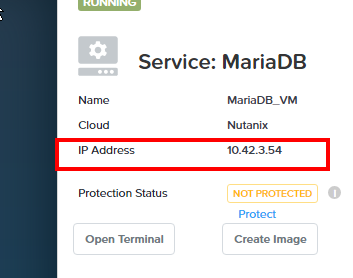 RUNNING
Service: MariaDB
Name MariaDB_VM
Cloud Nutanix
IP Address 10.42.3.54
Protection Status NOT PROTECTED
Protect
Open Terminal Create Image